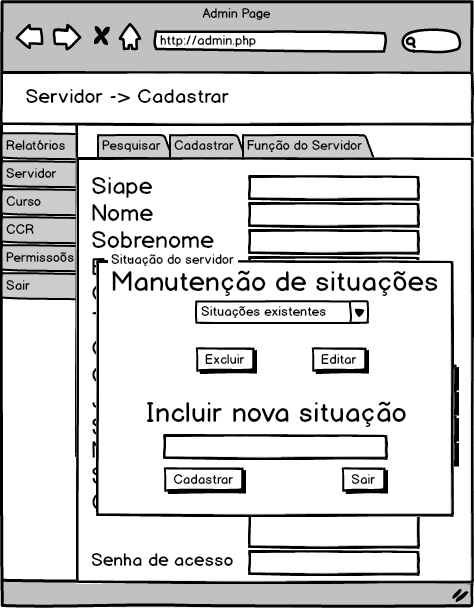 Admin Page
http://admin.php
Servidor -> Cadastrar
Relatórios
Servidor
Curso
CCR
Permissoõs
Sair
Pesquisar
Cadastrar
Função do Servidor
Siape
Nome
Sobrenome
Situação do servidor
Manutenção de situações
Situações existentes
Excluir
Editar
Incluir nova situação
Cadastrar
Sair
Senha de acesso